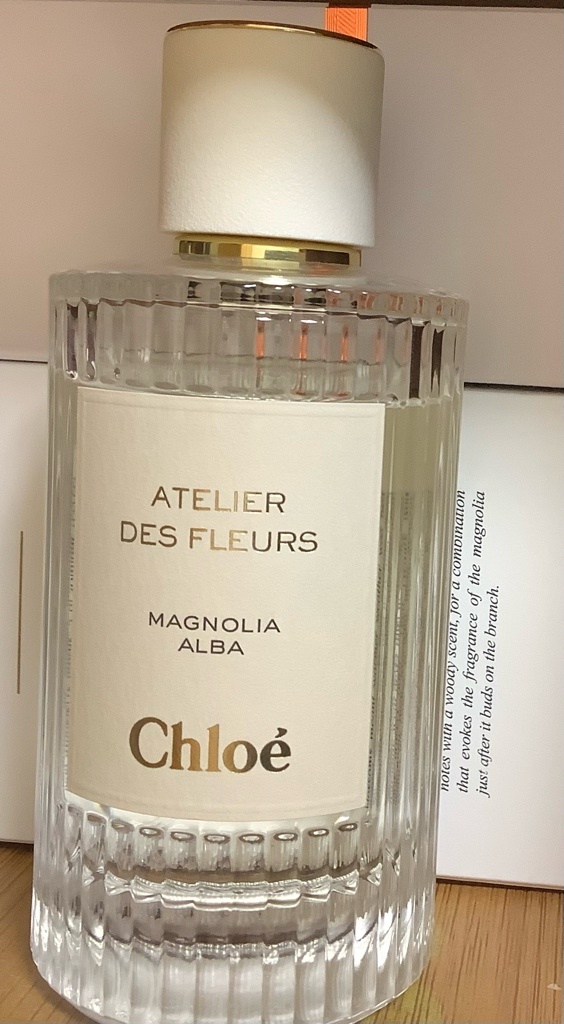 ATELIER
DES FLEURS
MAGNOLIA
ALBA
Chloé
notes with a woody scent, for a combination
that evokes the fragrance of the magnolia
just after it buds on the branch.